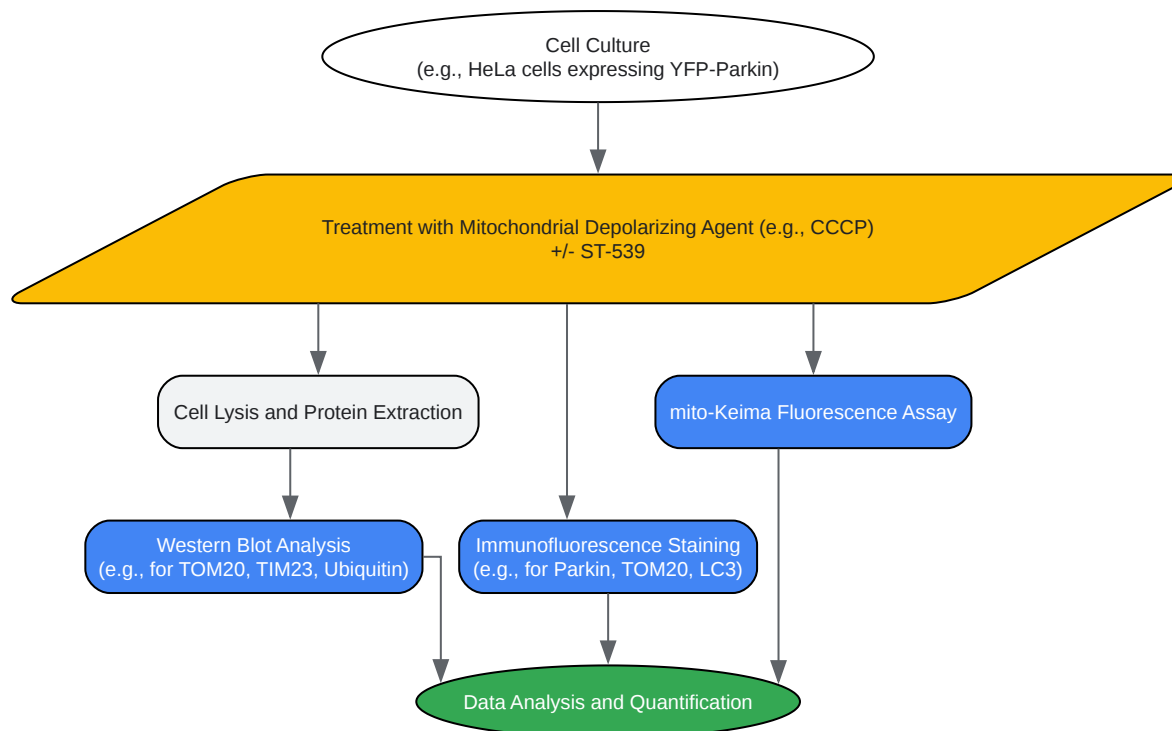 Cell Culture
(e.g., HeLa cells expressing YFP-Parkin)
Treatment with Mitochondrial Depolarizing Agent (e.g., CCCP)
+/- ST-539
Cell Lysis and Protein Extraction
mito-Keima Fluorescence Assay
Western Blot Analysis
(e.g., for TOM20, TIM23, Ubiquitin)
Immunofluorescence Staining
(e.g., for Parkin, TOM20, LC3)
Data Analysis and Quantification